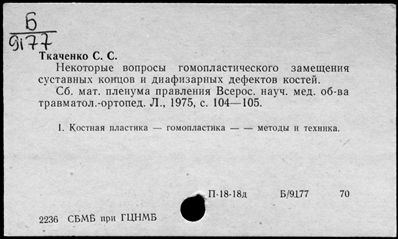 Б
9177
Ткаченко С. С.
Некоторые вопросы гомопластического замещения
суставных концов и диафизарных дефектов костей.
Сб. мат. пленума правления Всерос. науч. мед. об-ва
травматол.-ортопед. Л., 1975, с. 104—105.
1. Костная пластика — гомопластика — — методы и техника.
П-18-18д Б/9177 70
2236 СБМБ при ГЦНМБ